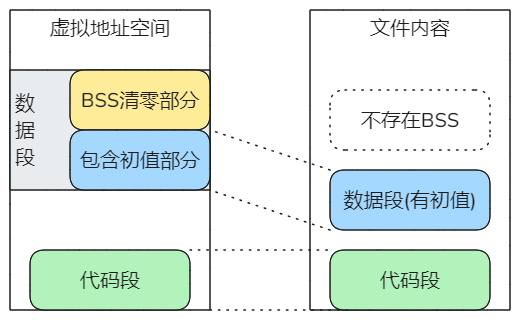 虚拟地址空间
数
据
段
BSS清零部分
包含初值部分
代码段
文件内容
不存在BSS
数据段(有初值)
代码段